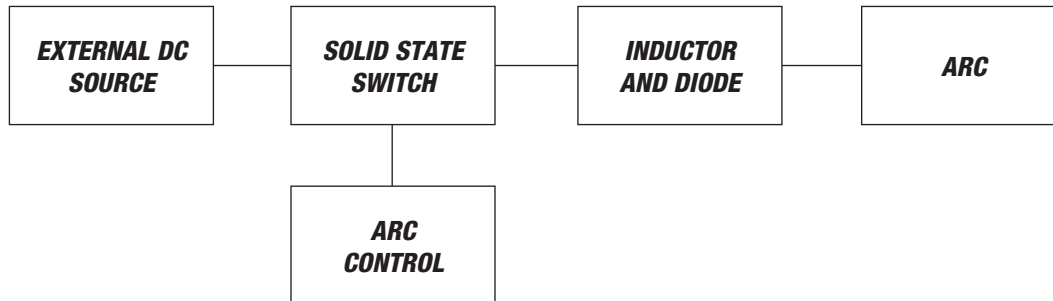 EXTERNAL DC
SOURCE
SOLID STATE
SWITCH
INDUCTOR
AND DIODE
ARC
ARC
CONTROL